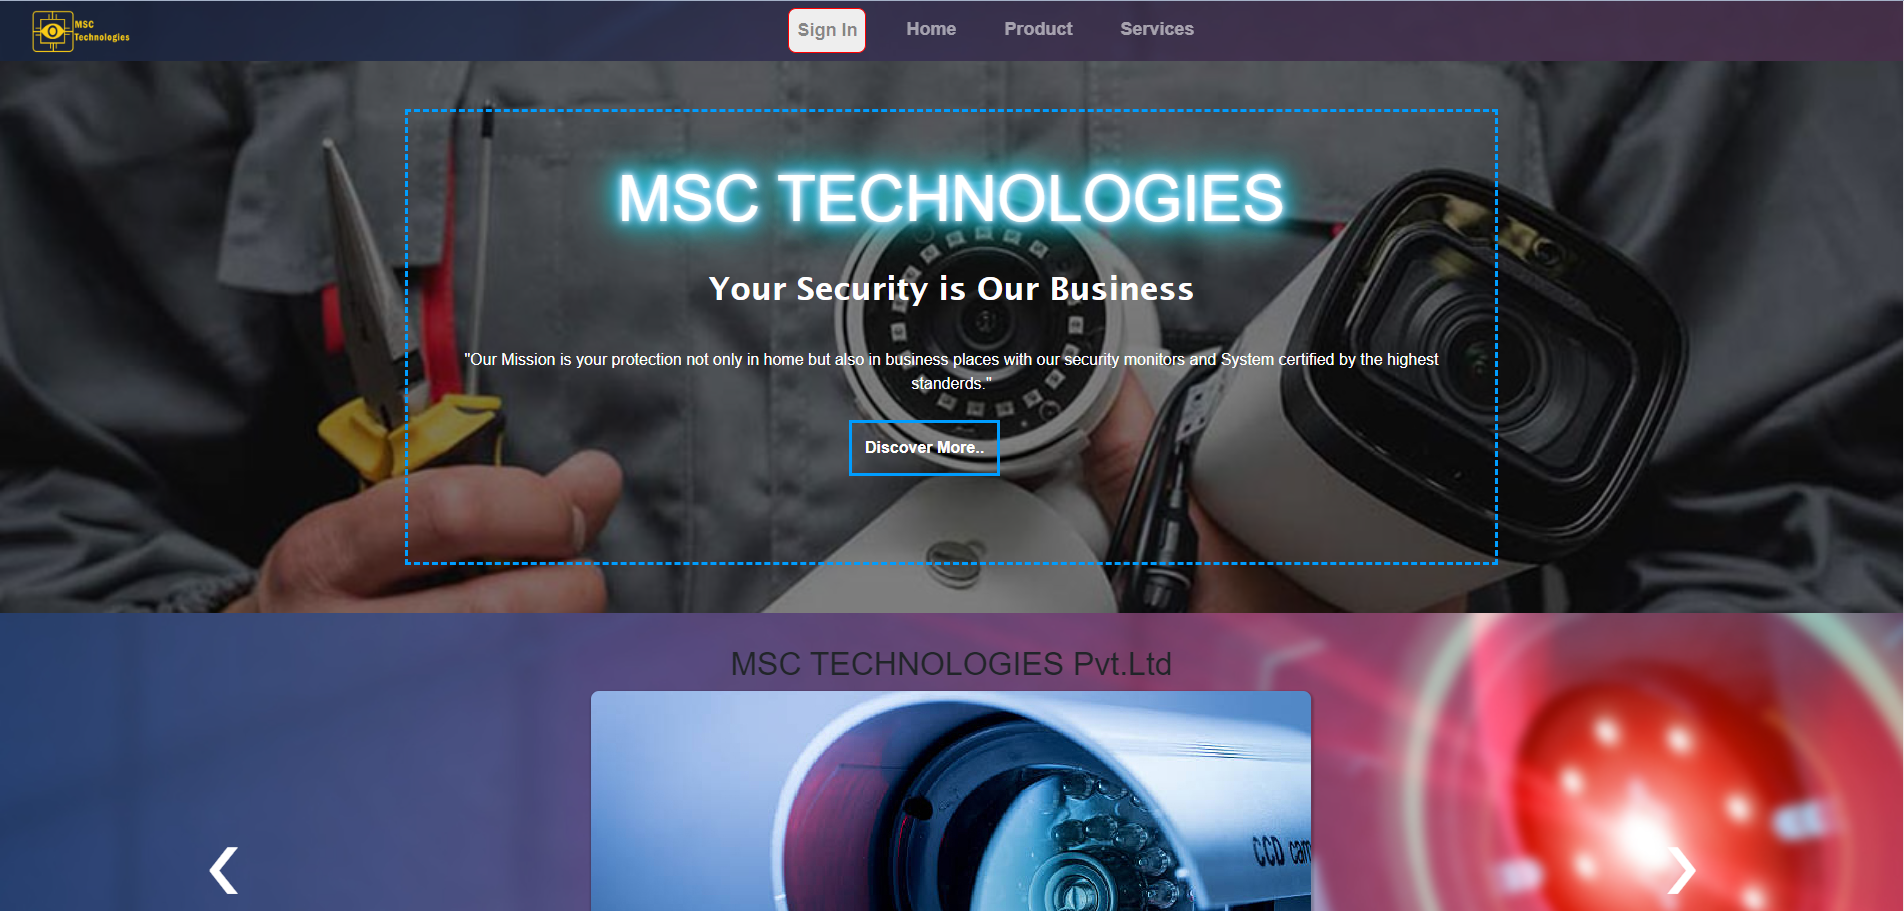 MSC
Technologies
Sign In
Home
Product
Services
MSC TECHNOLOGIES
Your Security is Our Business
"Our Mission is your protection not only in home but also in business places with our security monitors and System certified by the highest
standerds."
Discover More..
MSC TECHNOLOGIES Pvt.Ltd
CCD cam